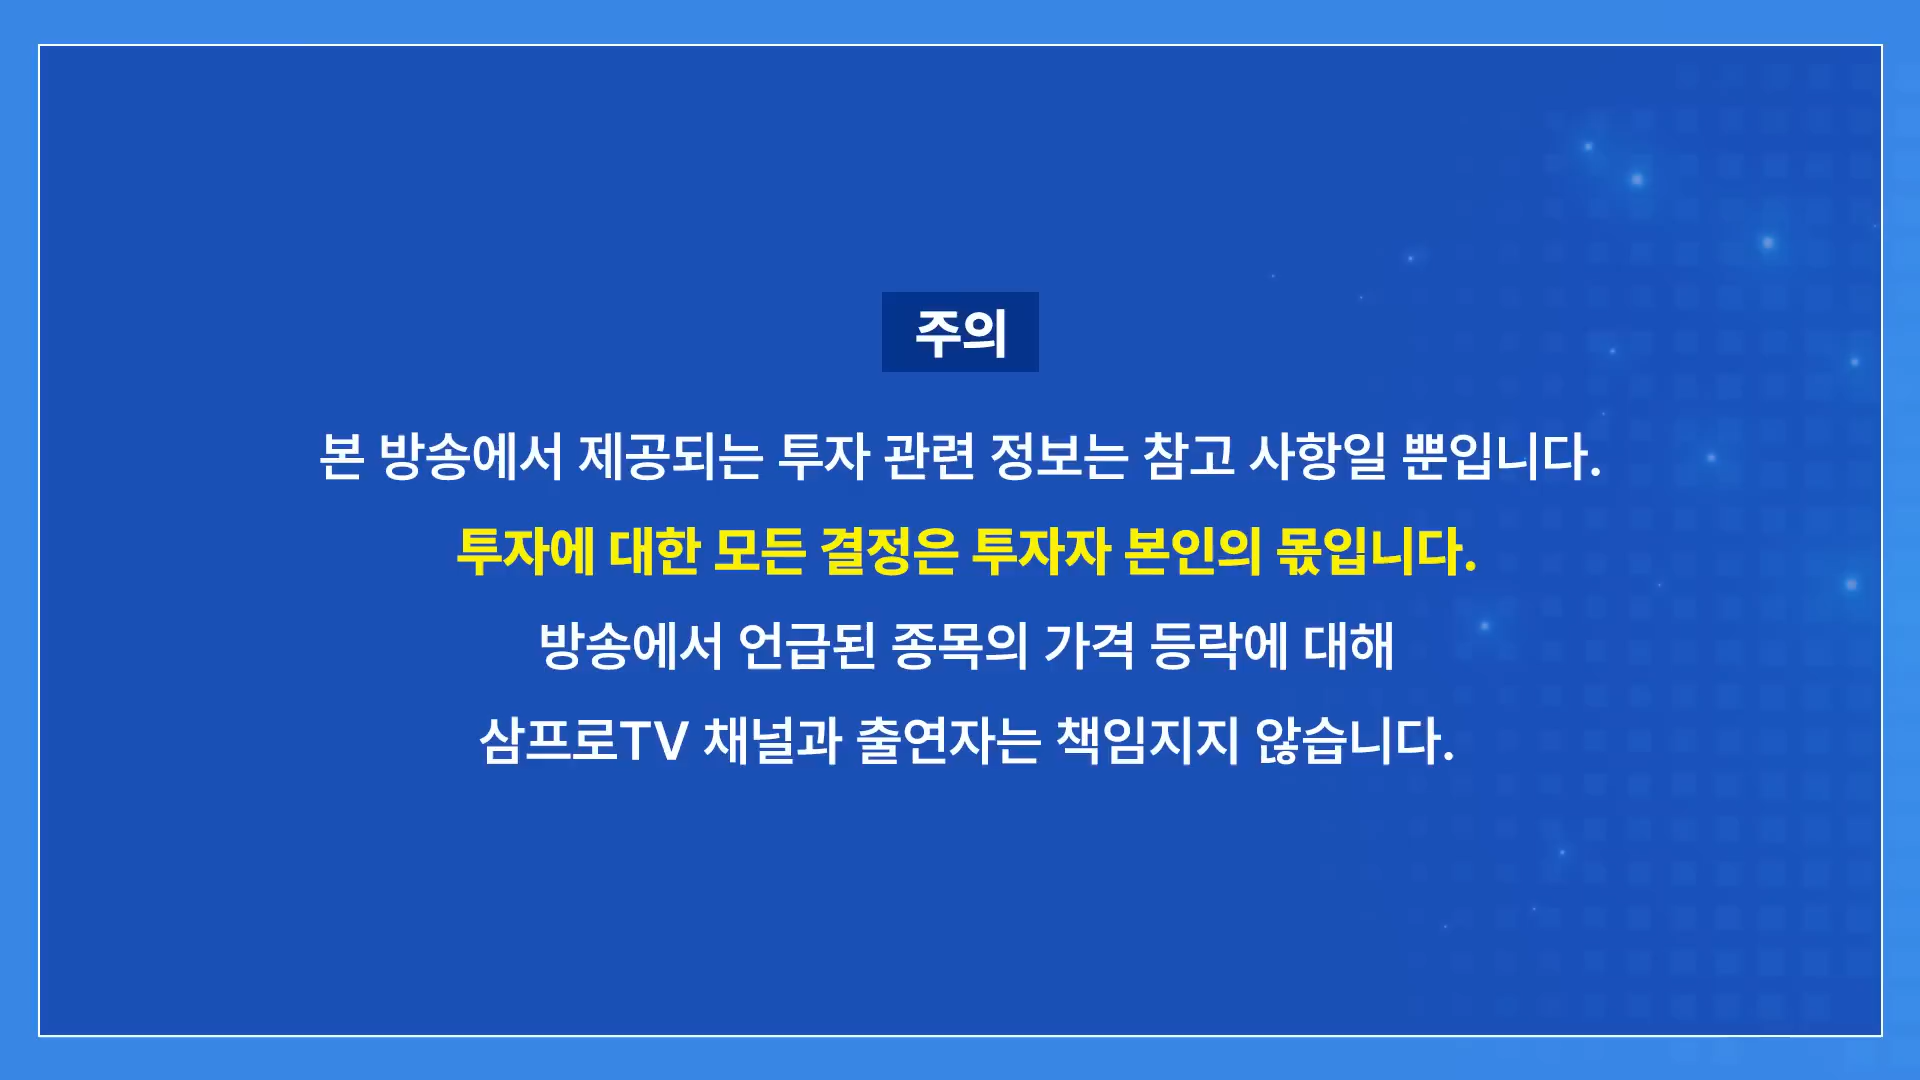 주의
본 방송에서 제공되는 투자 관련 정보는 참고 사항일 뿐입니다.
투자에 대한 모든 결정은 투자자 본인의 몫입니다.
방송에서 언급된 종목의 가격 등락에 대해
삼프로TV 채널과 출연자는 책임지지 않습니다.